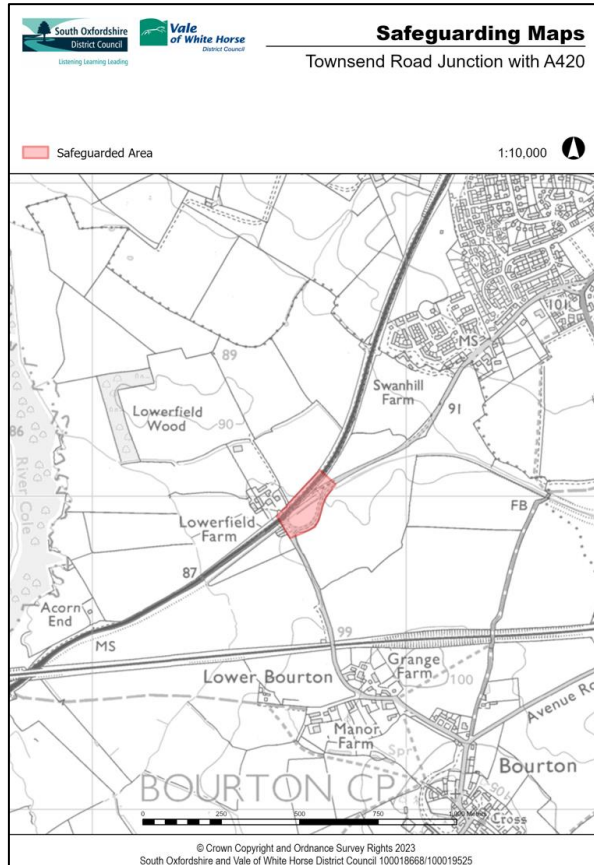 South Oxfordshire
District Council
Listening Learning Leading
Vale
of White Horse
District Council
Safeguarding Maps
Townsend Road Junction with A420
Safeguarded Area
1:10,000
101
MS
89
Swanhill
Farm
91
Lowerfield
Wood
90
86
River Cole
Lowerfield
Farm
FB
87
Acorn
End
MS
99
Lower Bourton
Grange
Farm
100
Avenue Ro
Manor
Farm
Spr
Bourton
BOURTON CP
105
Cross
0 250 500 750 1,000 Metres
© Crown Copyright and Ordnance Survey Rights 2023
South Oxfordshire and Vale of White Horse District Council 100018668/100019525